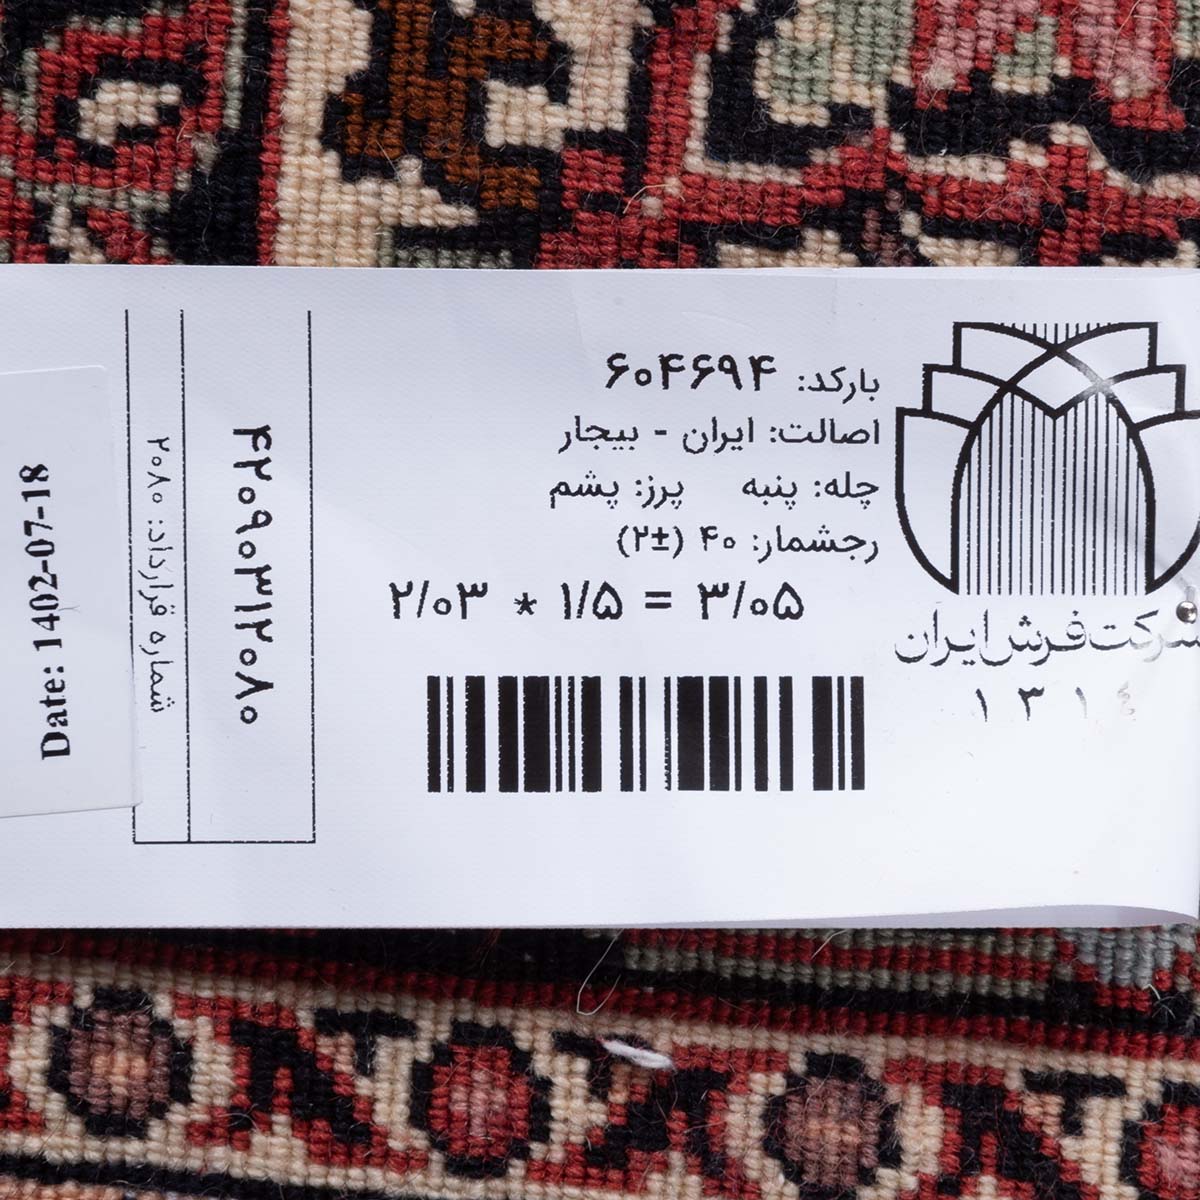 بارکد: ۶۰۴۶۹۴
اصالت: ایران - بیجار
چله: پنبه   پرز: پشم
رجشمار: ۴۰ (±۲)
۲/۰۳ * ۱/۵ = ۳/۰۵
شرکت فرش ایران
۱۳۱٤
۴۲۰۹۰۳۱۲۰۸۰
شماره قرارداد: ۲۰۸۰
Date: 1402-07-18